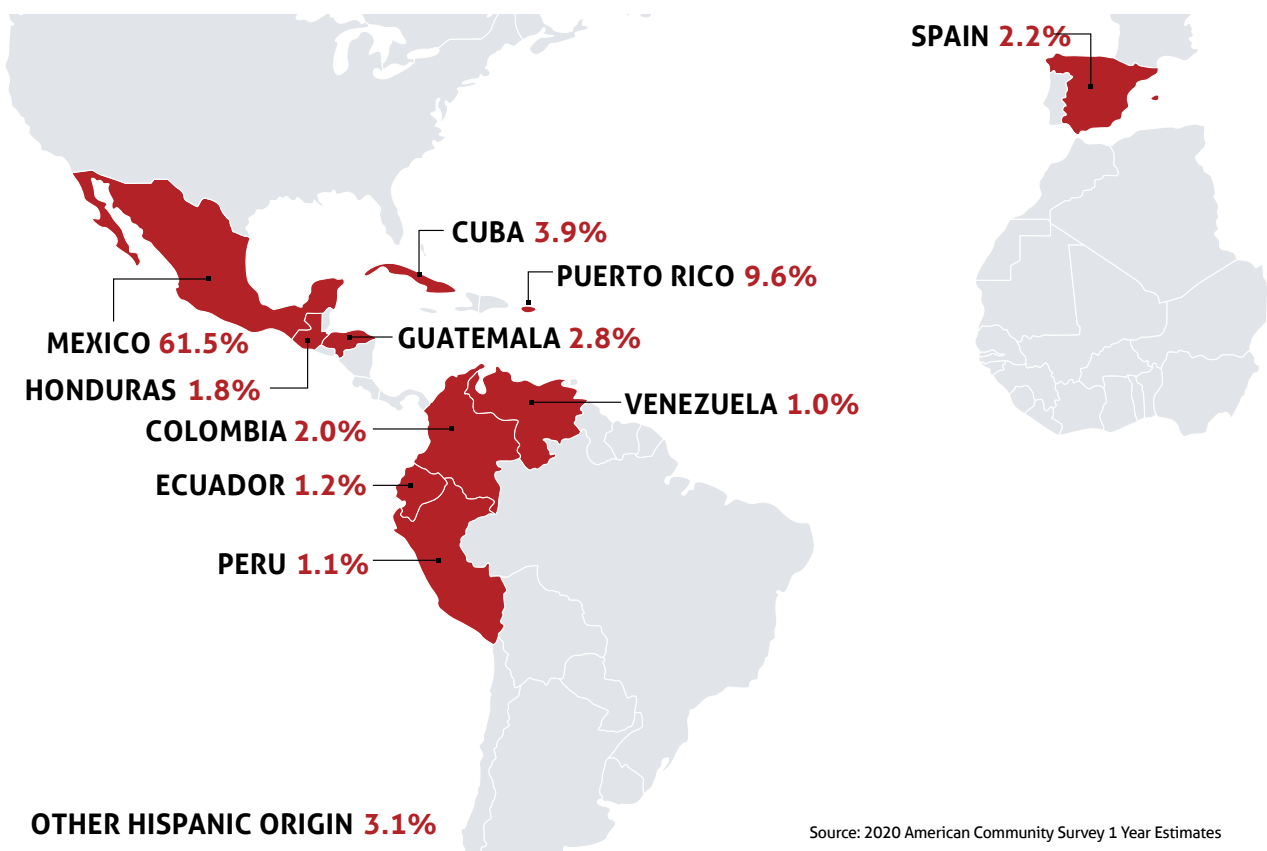 SPAIN 2.2%
CUBA 3.9%
PUERTO RICO 9.6%
MEXICO 61.5%
GUATEMALA 2.8%
HONDURAS 1.8%
VENEZUELA 1.0%
COLOMBIA 2.0%
ECUADOR 1.2%
PERU 1.1%
OTHER HISPANIC ORIGIN 3.1%
Source: 2020 American Community Survey 1 Year Estimates